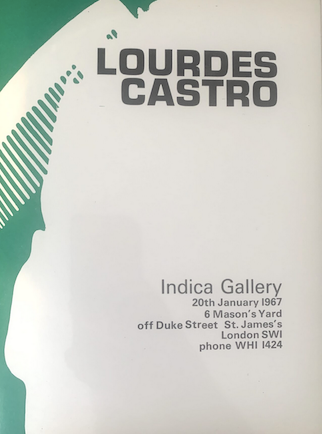 LOURDES
CASTRO
Indica Gallery
20th January 1967
6 Mason's Yard
off Duke Street St. James's
London SW1
phone WHI 1424